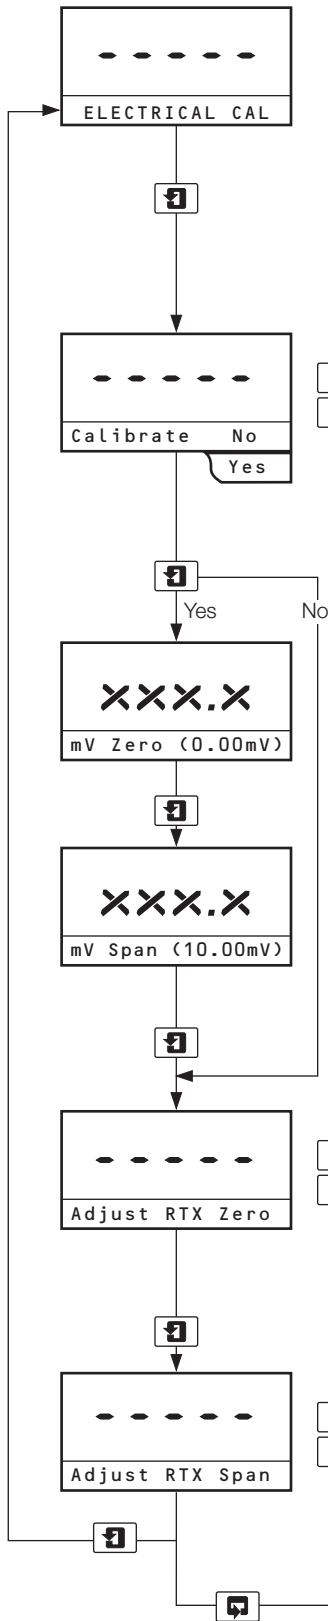 - - - - -
ELECTRICAL CAL
- - - - -
Calibrate No
Yes
Yes
No
XXX.X
mV Zero (0.00mV)
XXX.X
mV Span (10.00mV)
- - - - -
Adjust RTX Zero
- - - - -
Adjust RTX Span